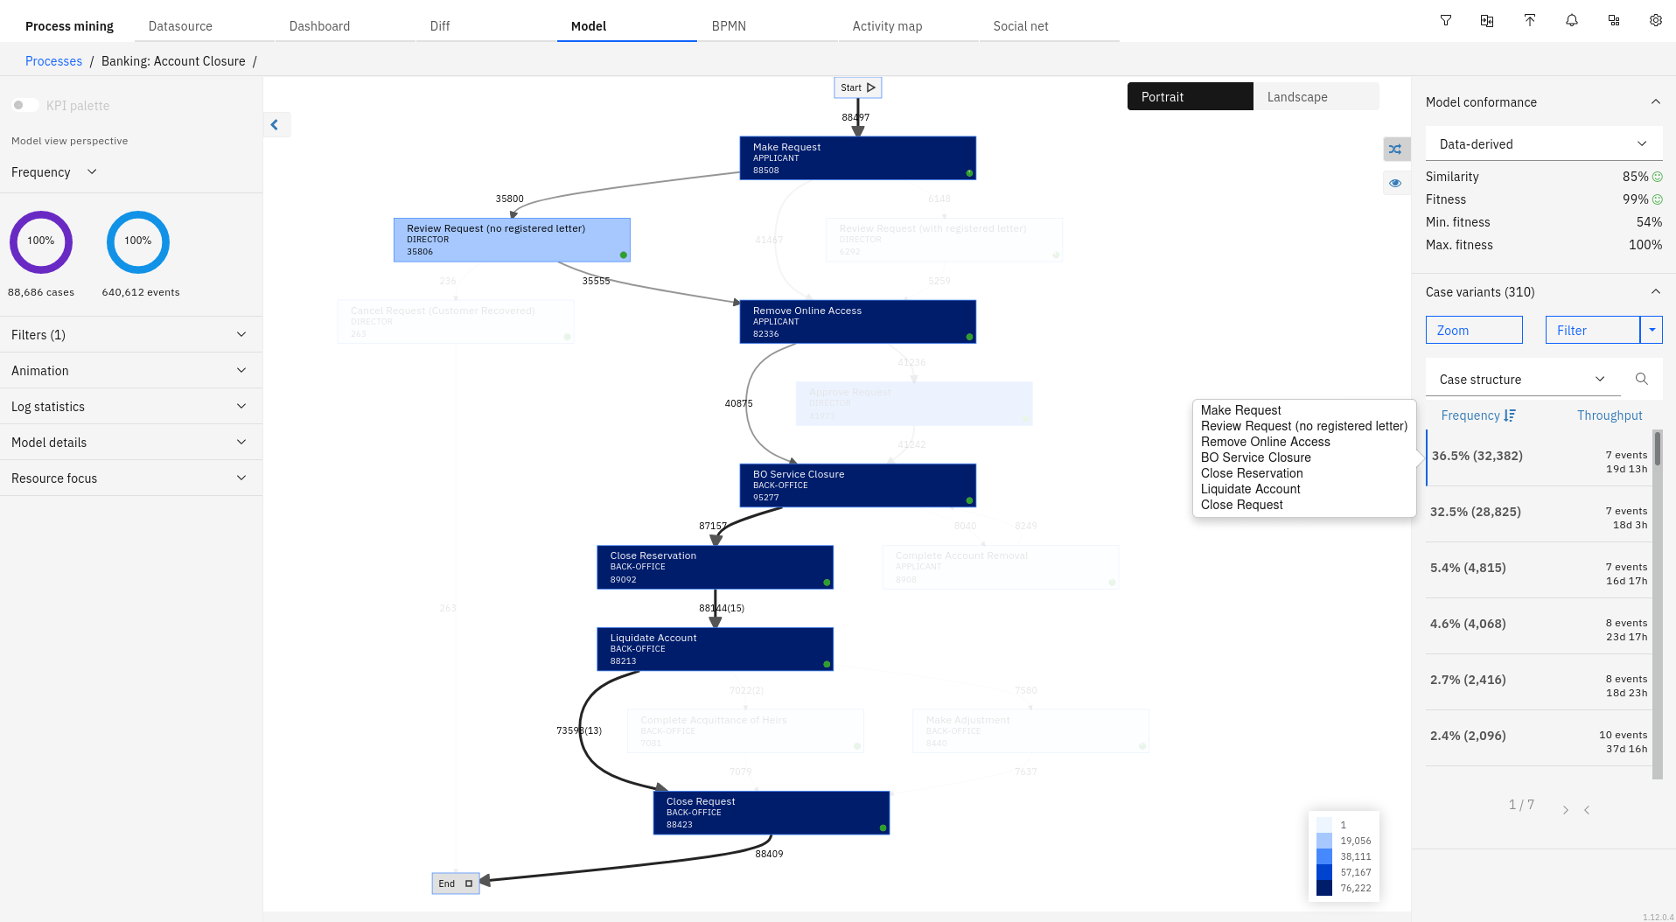 Process mining
Datasource
Dashboard
Diff
Model
BPMN
Activity map
Social net
Processes / Banking: Account Closure /
KPI palette
Model view perspective
Frequency
100%
100%
88,686 cases
640,612 events
Filters (1)
Animation
Log statistics
Model details
Resource focus
Portrait
Landscape
Start
88497
Make Request
APPLICANT
88508
35800
6148
Review Request (no registered letter)
DIRECTOR
35806
41467
Review Request (with registered letter)
DIRECTOR
6292
236
35555
5259
Cancel Request (Customer Recovered)
DIRECTOR
263
Remove Online Access
APPLICANT
82336
41236
40875
Approve Request
DIRECTOR
41242
BO Service Closure
BACK-OFFICE
95277
87157
8040
8249
Close Reservation
BACK-OFFICE
89092
Complete Account Removal
APPLICANT
8908
263
88144(15)
Liquidate Account
BACK-OFFICE
88213
7022(2)
7580
73593(13)
Complete Acquittance of Heirs
BACK-OFFICE
7081
Make Adjustment
BACK-OFFICE
8440
7079
7637
Close Request
BACK-OFFICE
88423
88409
End
1
19,056
38,111
57,167
76,222
Make Request
Review Request (no registered letter)
Remove Online Access
BO Service Closure
Close Reservation
Liquidate Account
Close Request
Model conformance
Data-derived
Similarity 85%
Fitness 99%
Min. fitness 54%
Max. fitness 100%
Case variants (310)
Zoom
Filter
Case structure
Frequency
Throughput
36.5% (32,382)
7 events
19d 13h
32.5% (28,825)
7 events
18d 3h
5.4% (4,815)
7 events
16d 17h
4.6% (4,068)
8 events
23d 17h
2.7% (2,416)
8 events
18d 23h
2.4% (2,096)
10 events
37d 16h
1 / 7
1.12.0.4